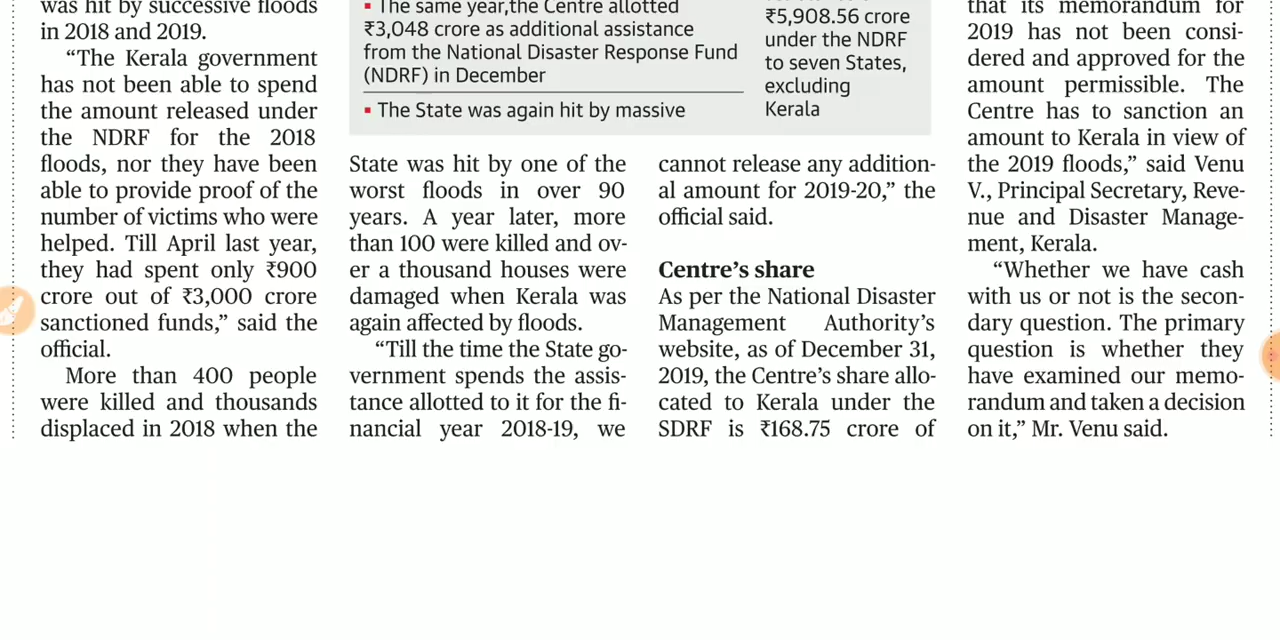 was hit by successive floods
in 2018 and 2019.
“The Kerala government
has not been able to spend
the amount released under
the NDRF for the 2018
floods, nor they have been
able to provide proof of the
number of victims who were
helped. Till April last year,
they had spent only ₹900
crore out of ₹3,000 crore
sanctioned funds,” said the
official.
More than 400 people
were killed and thousands
displaced in 2018 when the
▪ The same year,the Centre allotted
₹3,048 crore as additional assistance
from the National Disaster Response Fund
(NDRF) in December
▪ The State was again hit by massive
₹5,908.56 crore
under the NDRF
to seven States,
excluding
Kerala
State was hit by one of the
worst floods in over 90
years. A year later, more
than 100 were killed and ov-
er a thousand houses were
damaged when Kerala was
again affected by floods.
“Till the time the State go-
vernment spends the assis-
tance allotted to it for the fi-
nancial year 2018-19, we
cannot release any addition-
al amount for 2019-20,” the
official said.
Centre’s share
As per the National Disaster
Management Authority’s
website, as of December 31,
2019, the Centre’s share allo-
cated to Kerala under the
SDRF is ₹168.75 crore of
that its memorandum for
2019 has not been consi-
dered and approved for the
amount permissible. The
Centre has to sanction an
amount to Kerala in view of
the 2019 floods,” said Venu
V., Principal Secretary, Reve-
nue and Disaster Manage-
ment, Kerala.
“Whether we have cash
with us or not is the secon-
dary question. The primary
question is whether they
have examined our memo-
randum and taken a decision
on it,” Mr. Venu said.